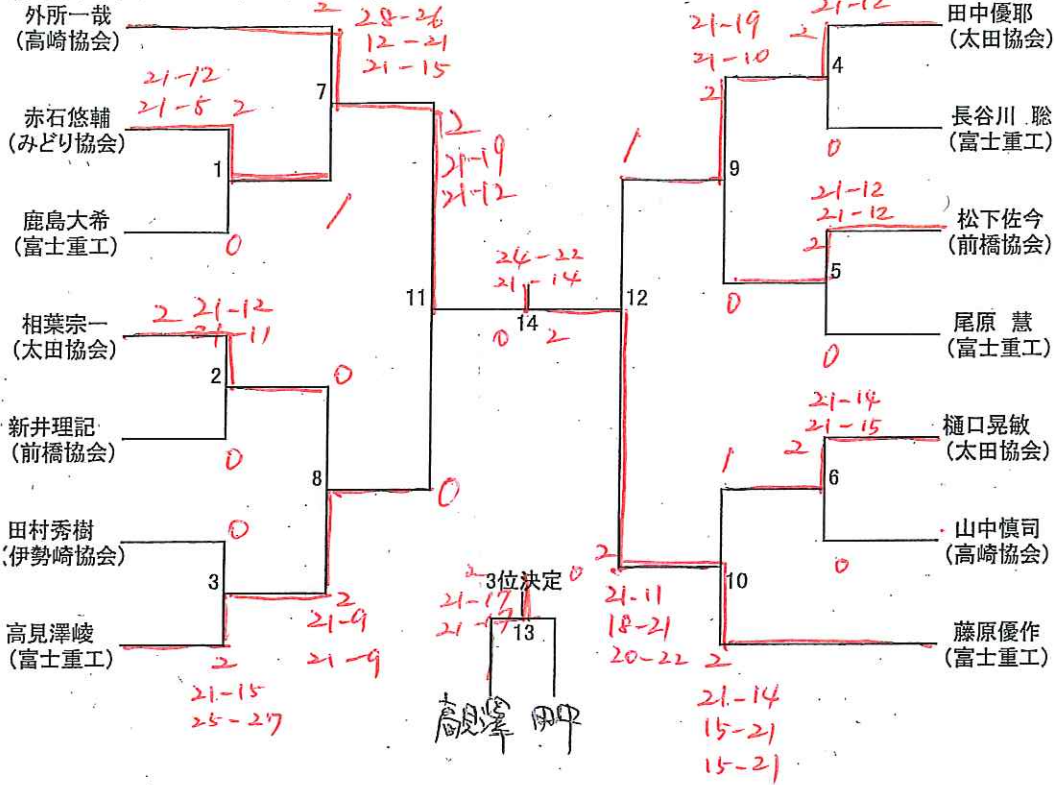 外所一哉
(高崎協会)
2
28-26
12-21
21-15
7
赤石悠輔
(みどり協会)
21-12
21-5
2
1
鹿島大希
(富士重工)
0
1
相葉宗一
(太田協会)
2
21-12
21-11
2
新井理記
(前橋協会)
0
0
8
田村秀樹
(伊勢崎協会)
0
3
高見澤崚
(富士重工)
2
21-15
25-27
2
21-9
21-9
11
2
21-19
21-12
0
24-22
21-14
14
0
2
3位決定
2
0
21-17
21-17
13
高見澤
田中
12
1
2
21-11
18-21
20-22
21-19
21-10
2
9
0
21-12
2
4
田中優耶
(太田協会)
長谷川 聡
(富士重工)
0
21-12
21-12
2
5
松下佐今
(前橋協会)
尾原 慧
(富士重工)
0
21-14
21-15
2
6
樋口晃敏
(太田協会)
山中慎司
(高崎協会)
0
1
10
藤原優作
(富士重工)
2
21-14
15-21
15-21